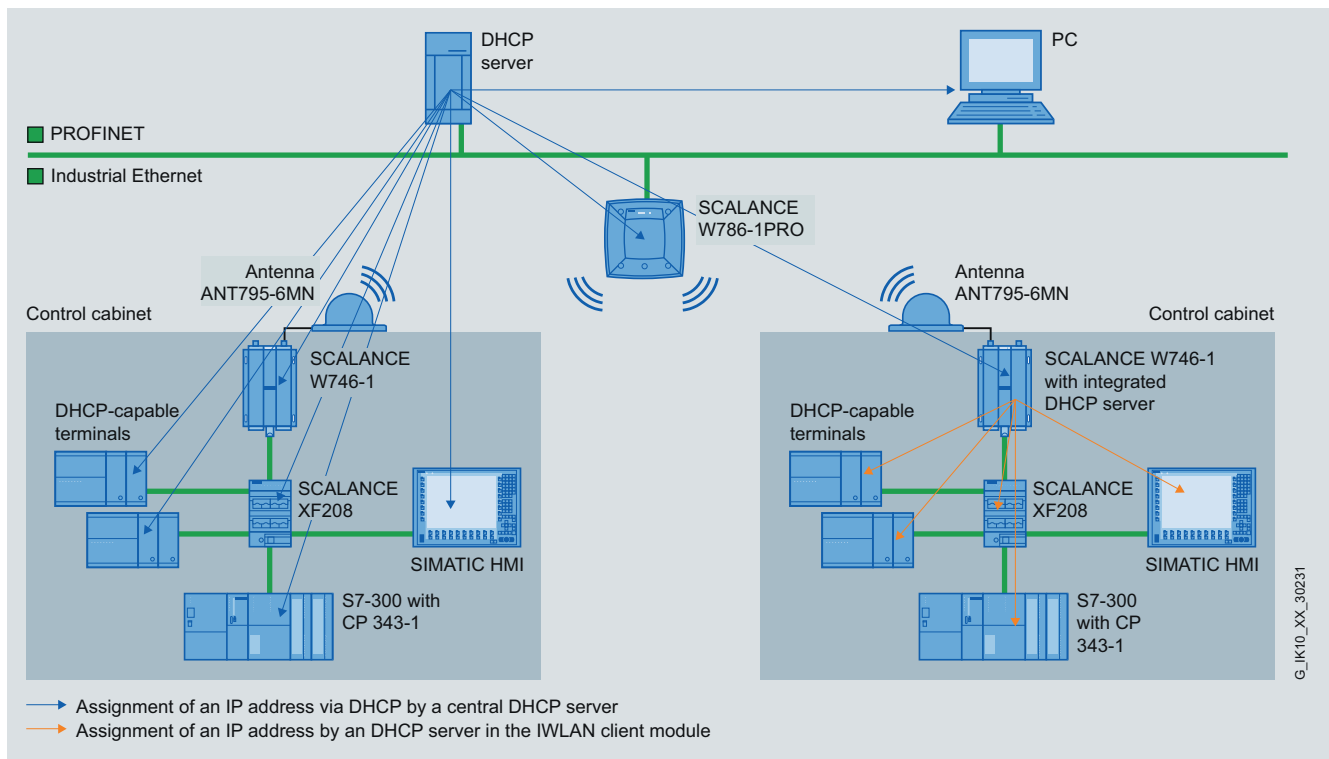 DHCP
server
PC
PROFINET
Industrial Ethernet
SCALANCE
W786-1PRO
Antenna
ANT795-6MN
Antenna
ANT795-6MN
Control cabinet
Control cabinet
SCALANCE
W746-1
SCALANCE W746-1
with integrated
DHCP server
DHCP-capable
terminals
DHCP-capable
terminals
SCALANCE
XF208
SCALANCE
XF208
SIMATIC HMI
SIMATIC HMI
S7-300 with
CP 343-1
S7-300
with CP
343-1
G_IK10_XX_30231
Assignment of an IP address via DHCP by a central DHCP server
Assignment of an IP address by an DHCP server in the IWLAN client module